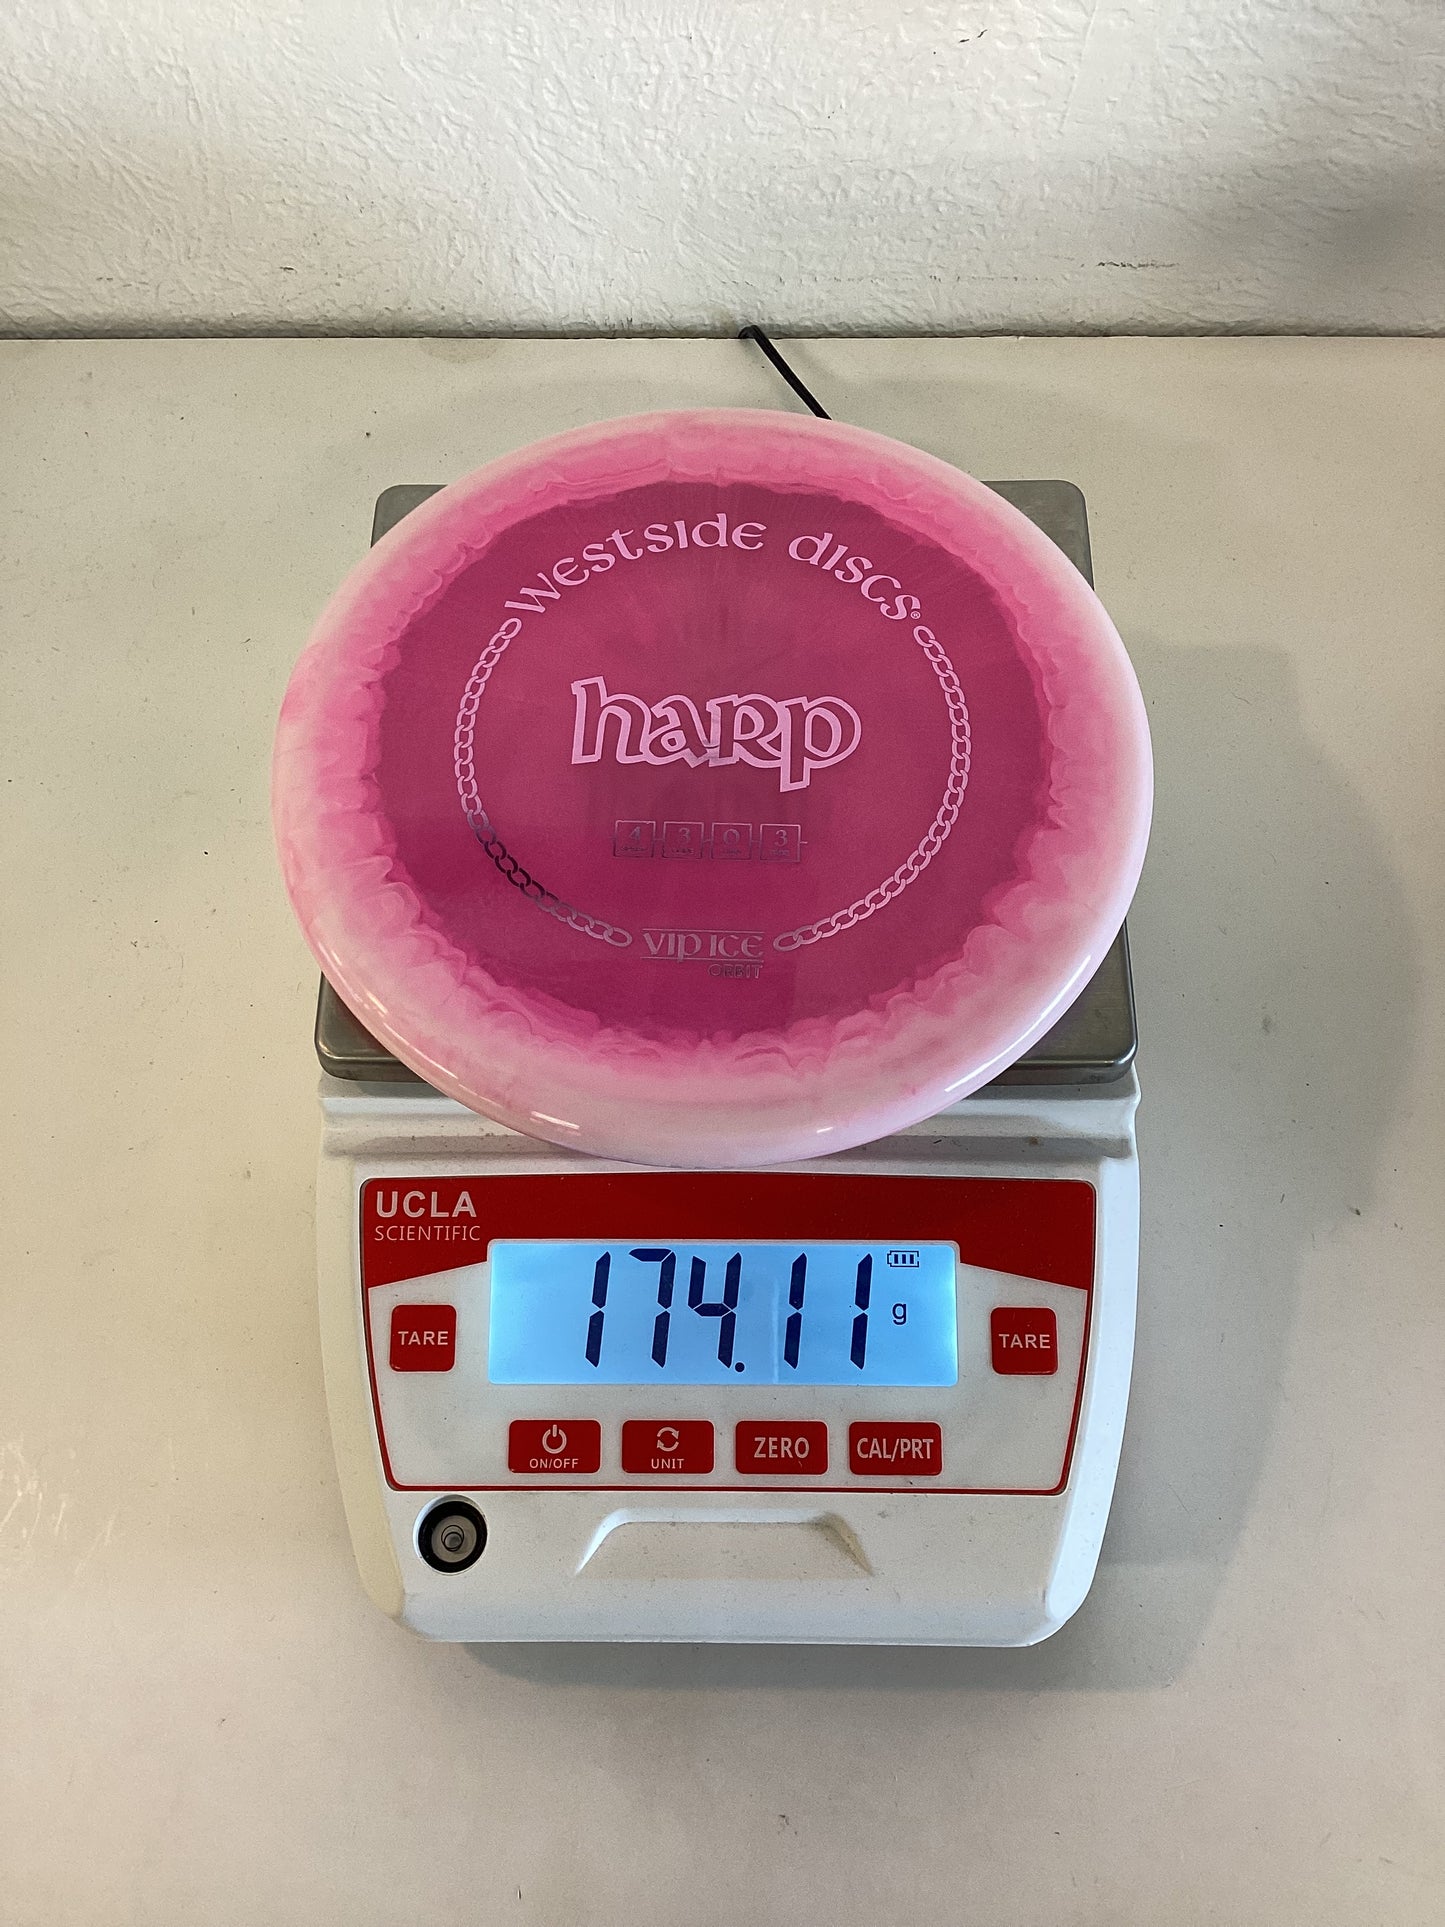 westside discs®
harp
4 3 0 3
VIP ICE
ORBIT
UCLA
SCIENTIFIC
174.11 g
TARE
TARE
ON/OFF
UNIT
ZERO
CAL/PRT